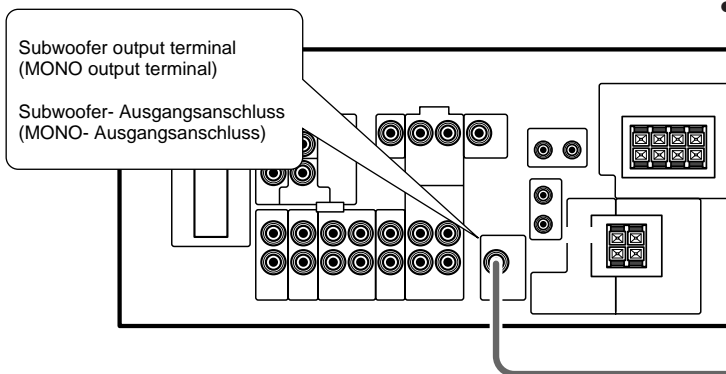 Subwoofer output terminal
(MONO output terminal)
Subwoofer- Ausgangsanschluss
(MONO- Ausgangsanschluss)